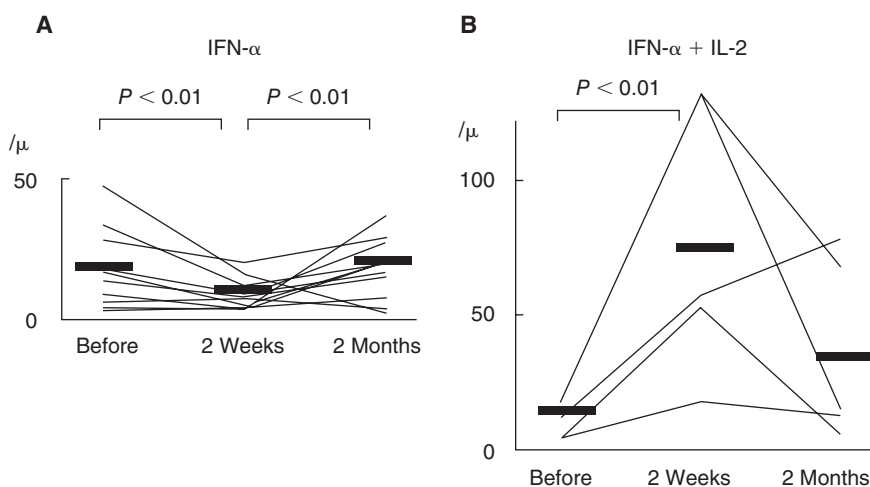 A
IFN-α
P < 0.01
P < 0.01
/μ
50
0
Before
2 Weeks
2 Months
B
IFN-α + IL-2
P < 0.01
/μ
100
50
0
Before
2 Weeks
2 Months